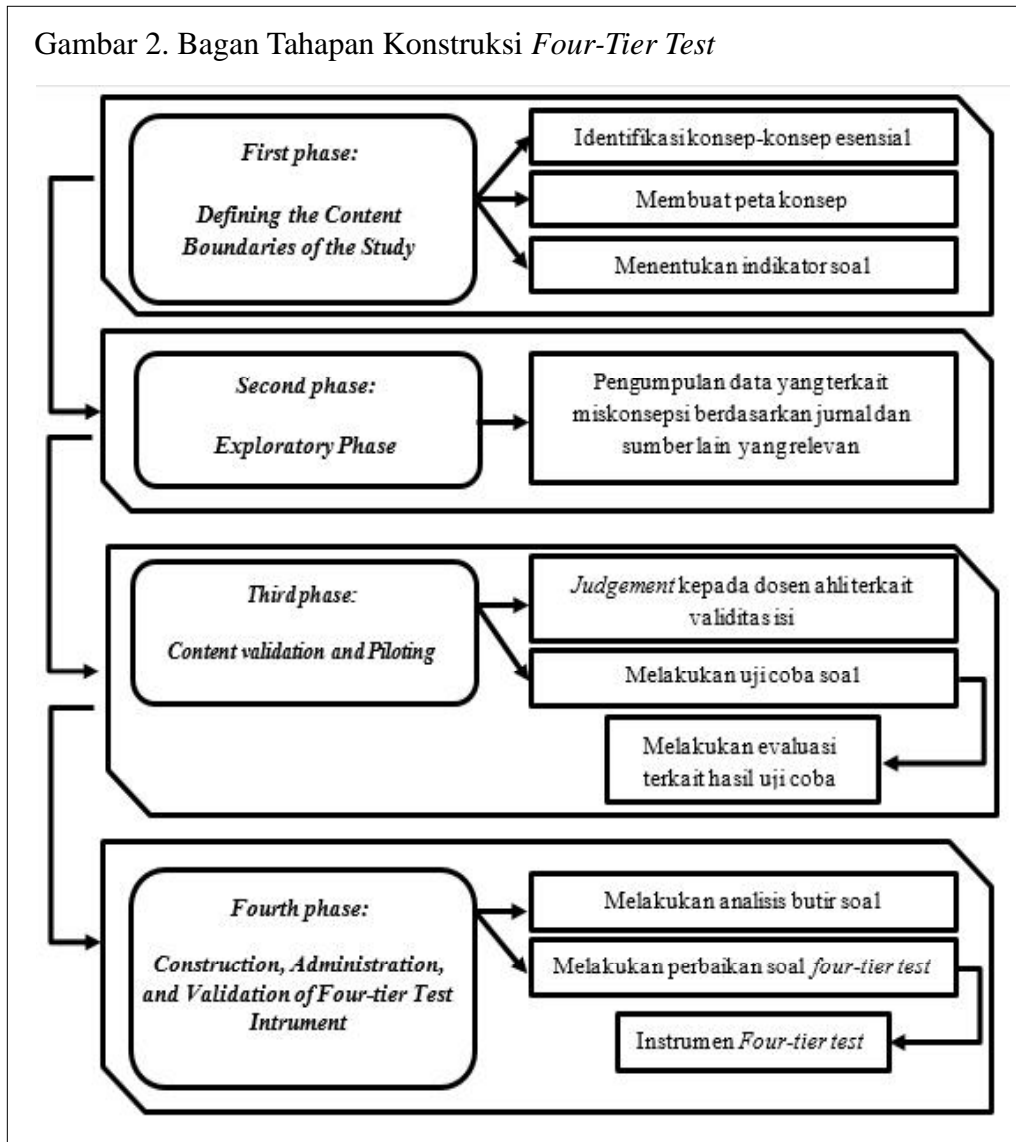 Gambar 2. Bagan Tahapan Konstruksi Four-Tier Test
First phase:
Defining the Content
Boundaries of the Study
Identifikasi konsep-konsep esensial
Membuat peta konsep
Menentukan indikator soal
Second phase:
Exploratory Phase
Pengumpulan data yang terkait
miskonsepsi berdasarkan jurnal dan
sumber lain yang relevan
Third phase:
Content validation and Piloting
Judgement kepada dosen ahli terkait
validitas isi
Melakukan uji coba soal
Melakukan evaluasi
terkait hasil uji coba
Fourth phase:
Construction, Administration,
and Validation of Four-tier Test
Intrument
Melakukan analisis butir soal
Melakukan perbaikan soal four-tier test
Instrumen Four-tier test